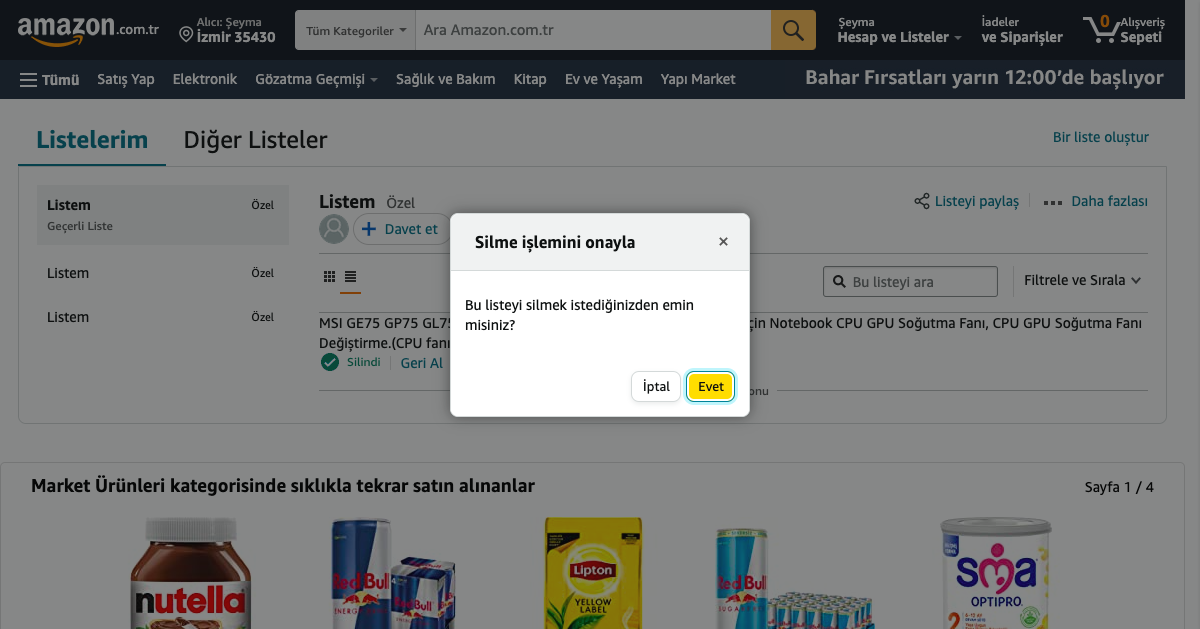 amazon.com.tr
Alıcı: Şeyma
İzmir 35430
Tüm Kategoriler
Ara Amazon.com.tr
Şeyma
Hesap ve Listeler
İadeler
ve Siparişler
0
Alışveriş
Sepeti
Tümü Satış Yap Elektronik Gözatma Geçmişi Sağlık ve Bakım Kitap Ev ve Yaşam Yapı Market Bahar Fırsatları yarın 12:00’de başlıyor
Listelerim Diğer Listeler Bir liste oluştur
Listem Özel
Geçerli Liste
Listem Özel
Listem Özel
Listem Özel
Listeyi paylaş Daha fazlası
Davet et
Bu listeyi ara Filtrele ve Sırala
MSI GE75 GP75 GL75 için Notebook CPU GPU Soğutma Fanı, CPU GPU Soğutma Fanı
Değiştirme.(CPU fanı
Silindi Geri Al
Silme işlemini onayla
Bu listeyi silmek istediğinizden emin
misiniz?
İptal Evet
Market Ürünleri kategorisinde sıklıkla tekrar satın alınanlar Sayfa 1 / 4
nutella
Red Bull
ENERGY
Red Bull
Lipton
YELLOW
LABEL
Red Bull
sma
OPTIPRO
2